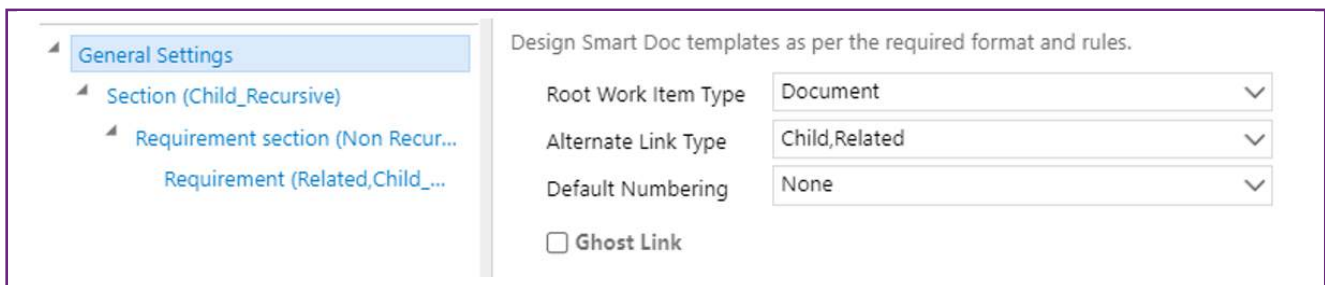 General Settings
Section (Child_Recursive)
Requirement section (Non Recur...
Requirement (Related,Child_...
Design Smart Doc templates as per the required format and rules.
Root Work Item Type Document
Alternate Link Type Child,Related
Default Numbering None
Ghost Link